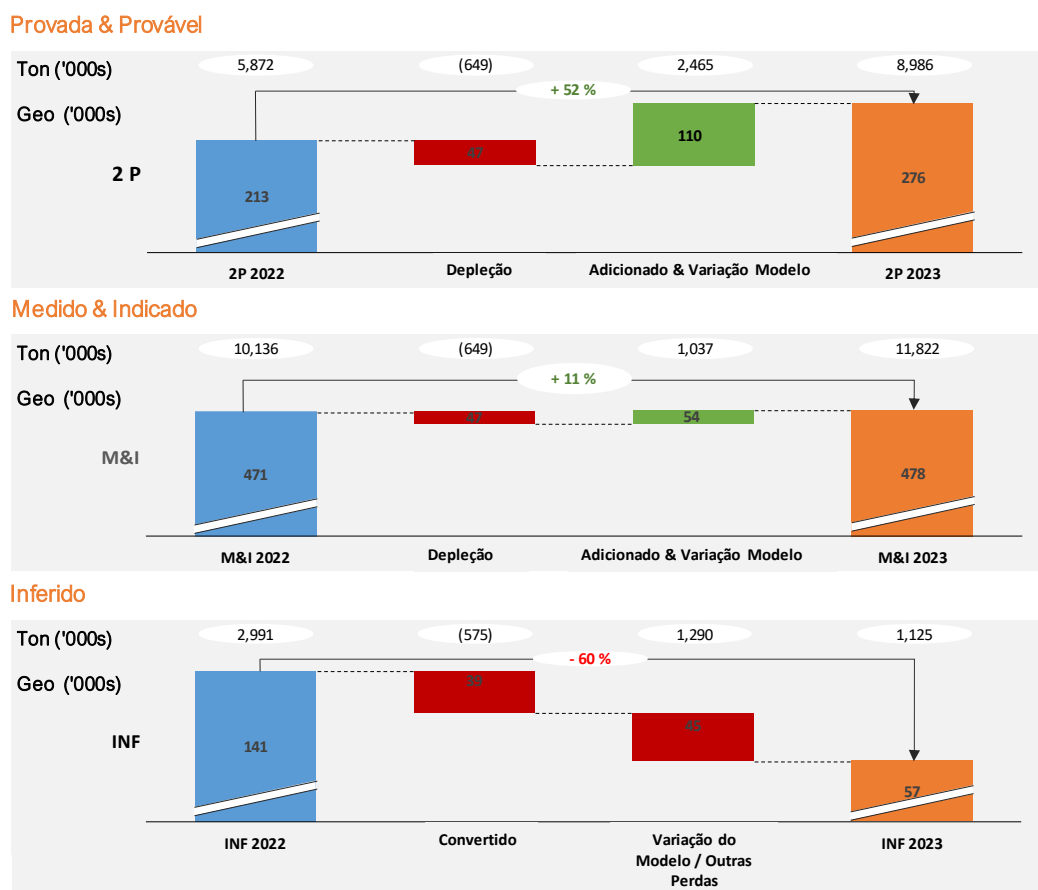 Provada & Provável
Ton ('000s) 5,872 (649) 2,465 8,986
+ 52 %
Geo ('000s)
47 110
2 P
213 276
2P 2022 Depleção Adicionado & Variação Modelo 2P 2023
Medido & Indicado
Ton ('000s) 10,136 (649) 1,037 11,822
+ 11 %
Geo ('000s)
47 54
M&I
471 478
M&I 2022 Depleção Adicionado & Variação Modelo M&I 2023
Inferido
Ton ('000s) 2,991 (575) 1,290 1,125
- 60 %
Geo ('000s)
39
45
INF
141
57
INF 2022 Convertido Variação do INF 2023
Modelo / Outras
Perdas